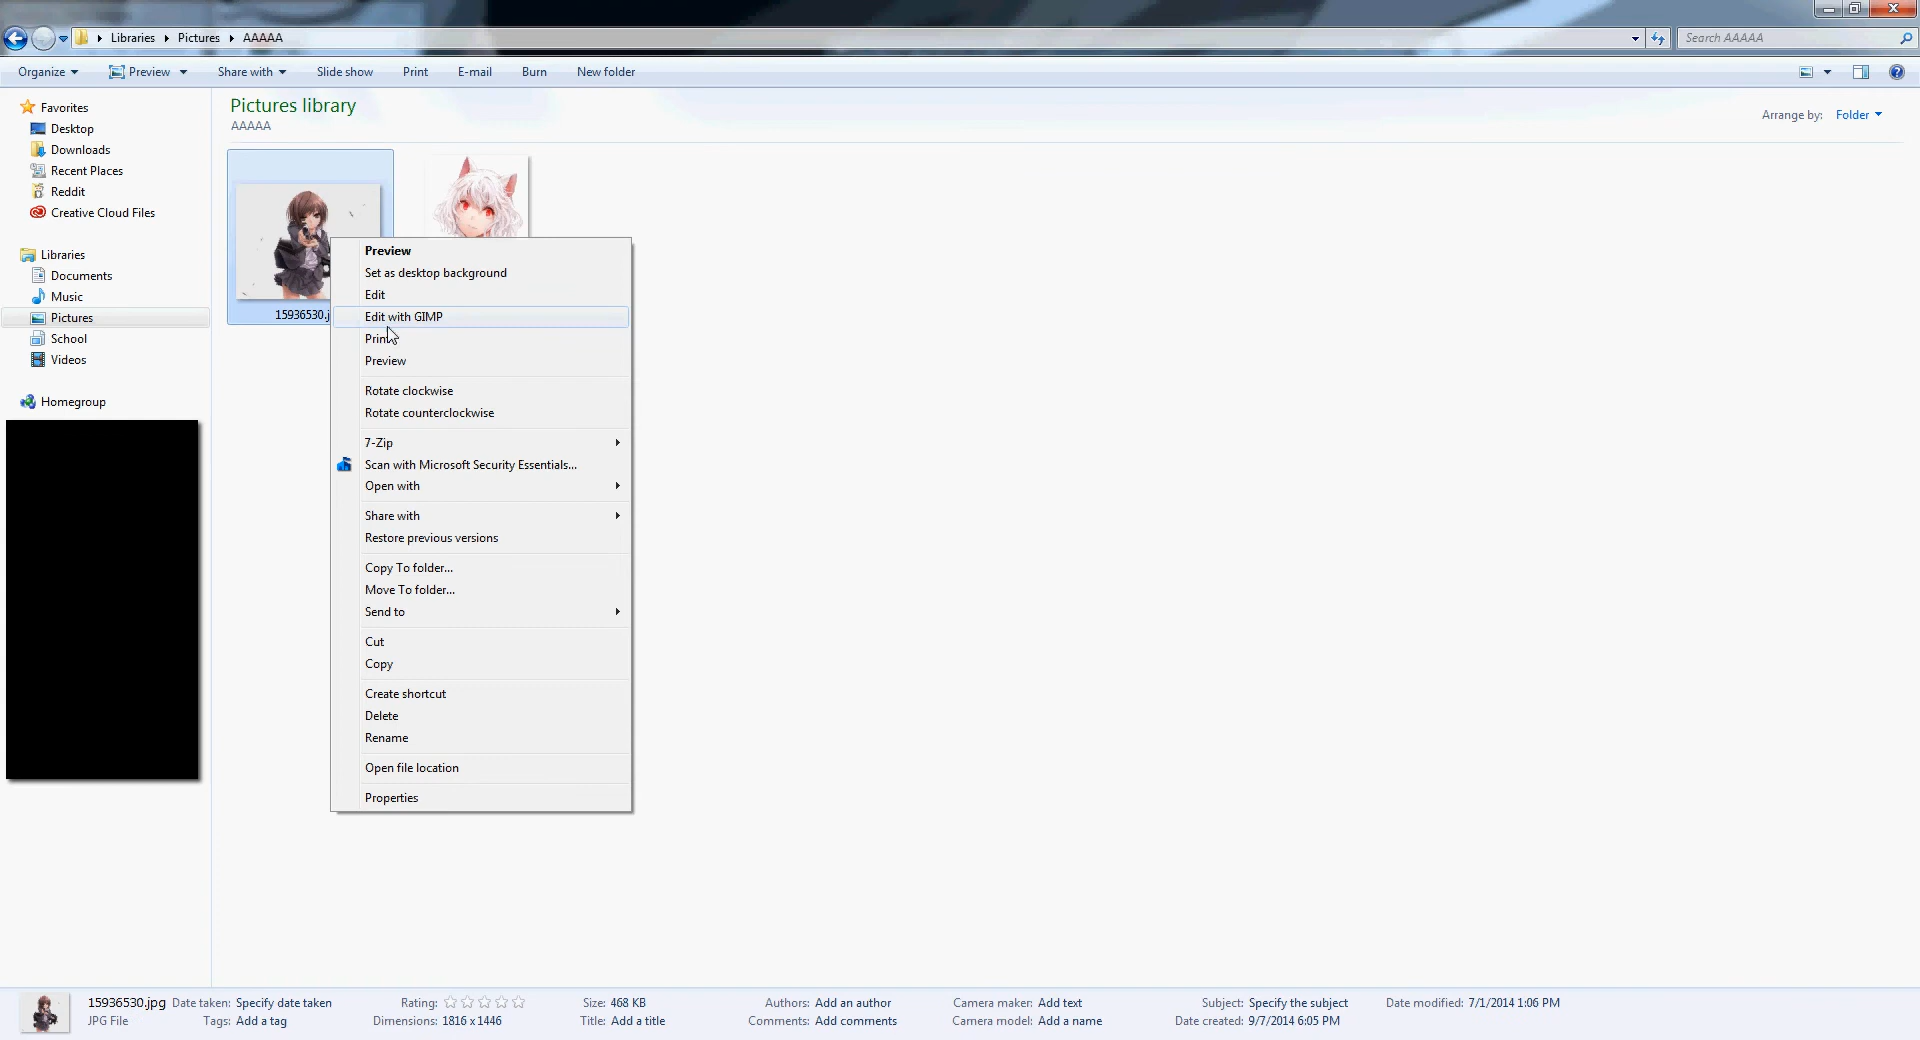 Libraries Pictures AAAAA
Search AAAAA
Organize Preview Share with Slide show Print E-mail Burn New folder
Favorites
Desktop
Downloads
Recent Places
Reddit
Creative Cloud Files
Libraries
Documents
Music
Pictures
School
Videos
Homegroup
Pictures library
AAAAA
Arrange by: Folder
15936530.j
Preview
Set as desktop background
Edit
Edit with GIMP
Print
Preview
Rotate clockwise
Rotate counterclockwise
7-Zip
Scan with Microsoft Security Essentials...
Open with
Share with
Restore previous versions
Copy To folder...
Move To folder...
Send to
Cut
Copy
Create shortcut
Delete
Rename
Open file location
Properties
15936530.jpg Date taken: Specify date taken Rating: Size: 468 KB Authors: Add an author Camera maker: Add text Subject: Specify the subject Date modified: 7/1/2014 1:06 PM
JPG File Tags: Add a tag Dimensions: 1816 x 1446 Title: Add a title Comments: Add comments Camera model: Add a name Date created: 9/7/2014 6:05 PM